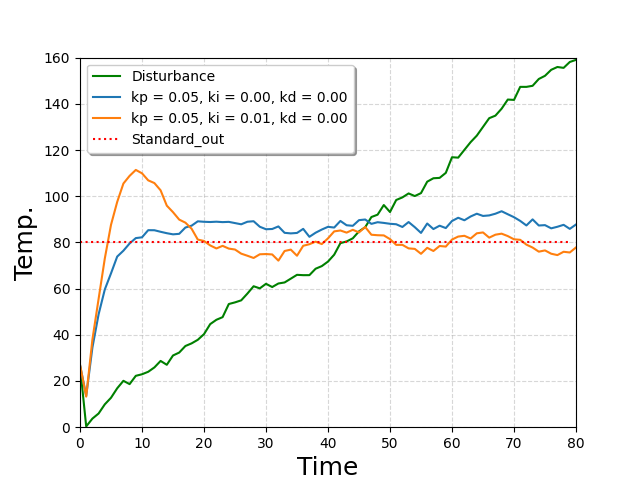 Temp.
160
140
120
100
80
60
40
20
0
Disturbance
kp = 0.05, ki = 0.00, kd = 0.00
kp = 0.05, ki = 0.01, kd = 0.00
Standard_out
0 10 20 30 40 50 60 70 80
Time